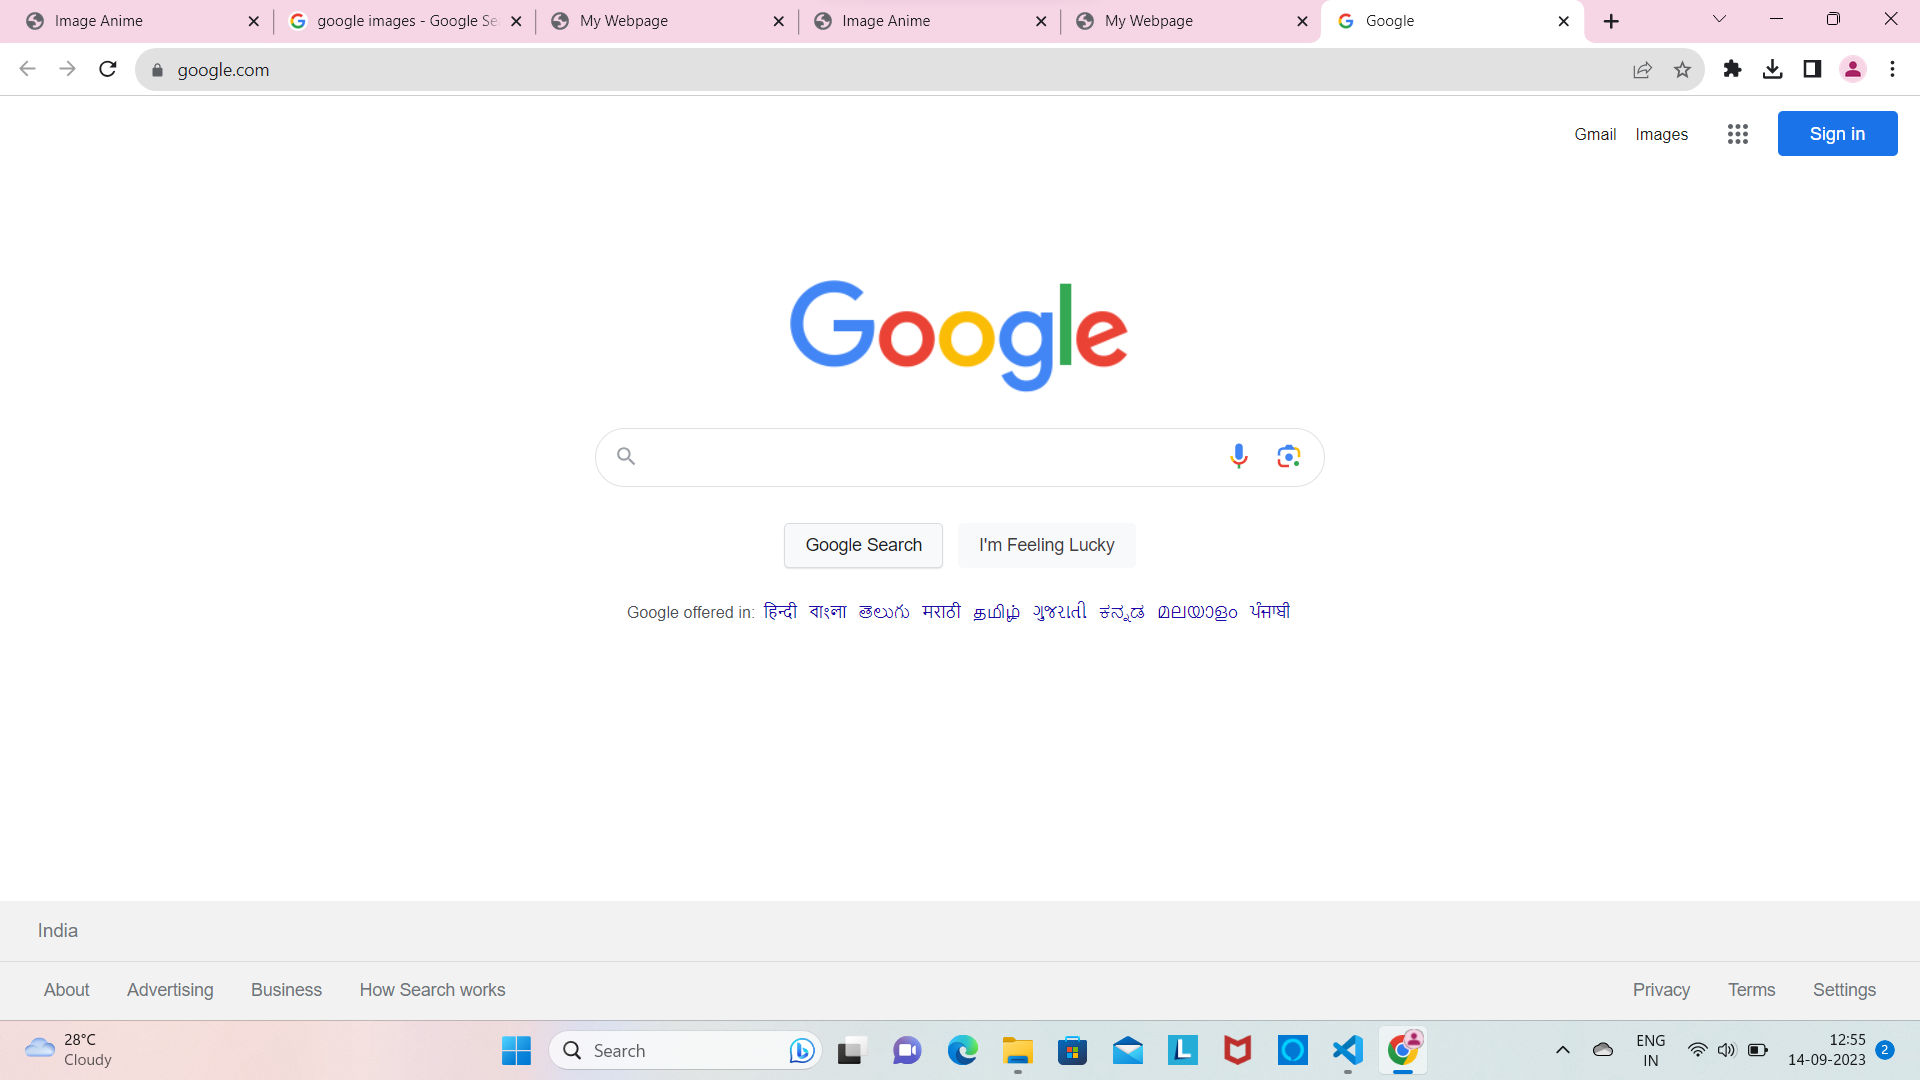 Image Anime
google images - Google Se
My Webpage
Image Anime
My Webpage
Google
google.com
Gmail Images
Sign in
Google
Google Search
I'm Feeling Lucky
Google offered in: हिन्दी বাংলা తెలుగు मराठी தமிழ் ગુજરાતી ಕನ್ನಡ മലയാളം ਪੰਜਾਬੀ
India
About Advertising Business How Search works
Privacy Terms Settings
28°C
Cloudy
Search
ENG
IN
12:55
14-09-2023
2